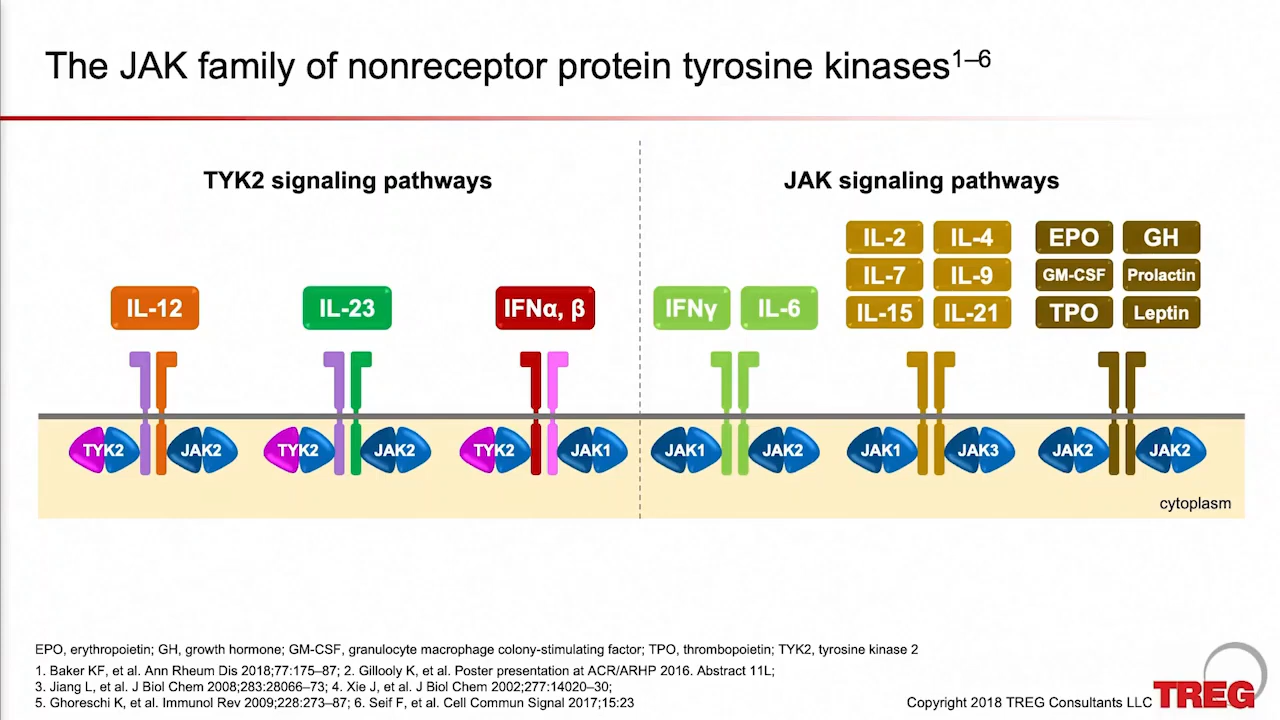 The JAK family of nonreceptor protein tyrosine kinases1–6
TYK2 signaling pathways
JAK signaling pathways
IL-12
IL-23
IFNα, β
IFNγ
IL-6
IL-2
IL-4
IL-7
IL-9
IL-15
IL-21
EPO
GH
GM-CSF
Prolactin
TPO
Leptin
TYK2
JAK2
TYK2
JAK2
TYK2
JAK1
JAK1
JAK2
JAK1
JAK3
JAK2
JAK2
cytoplasm
EPO, erythropoietin; GH, growth hormone; GM-CSF, granulocyte macrophage colony-stimulating factor; TPO, thrombopoietin; TYK2, tyrosine kinase 2
1. Baker KF, et al. Ann Rheum Dis 2018;77:175–87; 2. Gillooly K, et al. Poster presentation at ACR/ARHP 2016. Abstract 11L;
3. Jiang L, et al. J Biol Chem 2008;283:28066–73; 4. Xie J, et al. J Biol Chem 2002;277:14020–30;
5. Ghoreschi K, et al. Immunol Rev 2009;228:273–87; 6. Seif F, et al. Cell Commun Signal 2017;15:23
Copyright 2018 TREG Consultants LLC
TREG